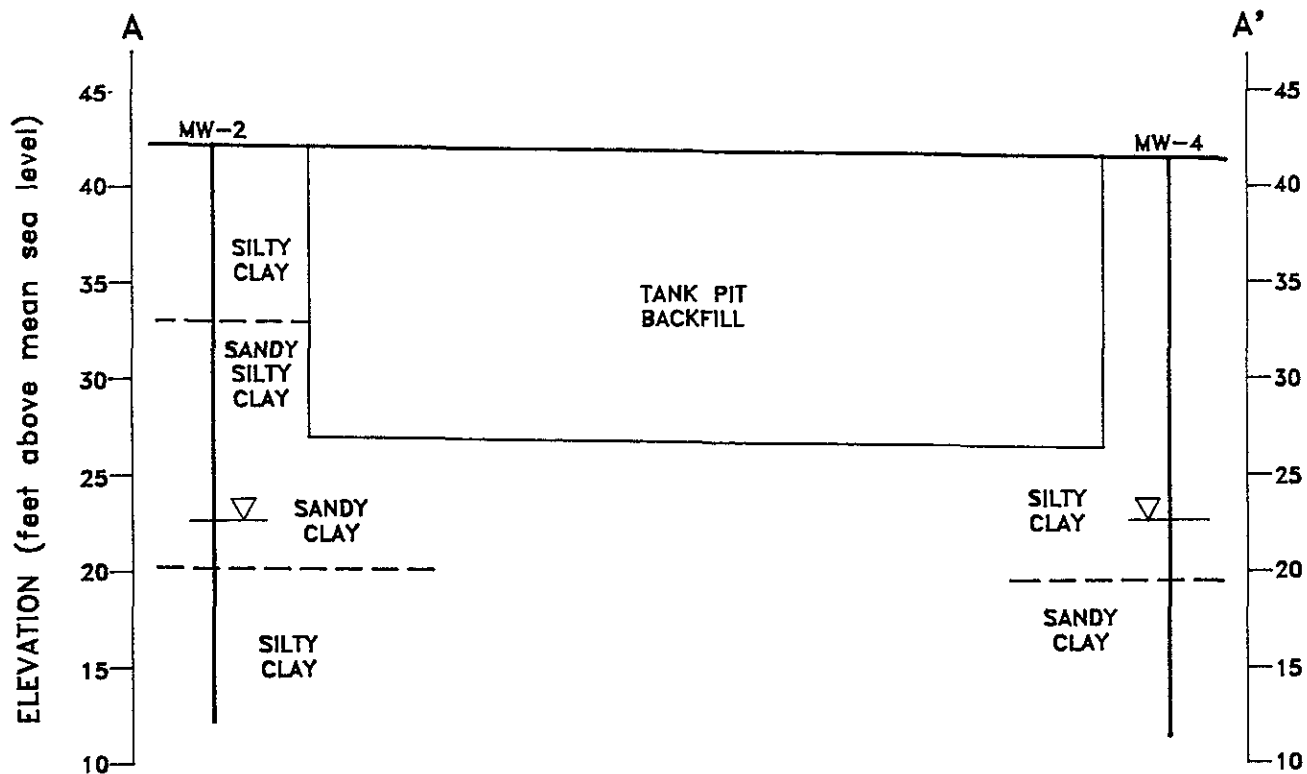 A
A'
ELEVATION (feet above mean sea level)
45
40
35
30
25
20
15
10
MW-2
MW-4
SILTY
CLAY
SANDY
SILTY
CLAY
TANK PIT
BACKFILL
SANDY
CLAY
SILTY
CLAY
SILTY
CLAY
SANDY
CLAY
45
40
35
30
25
20
15
10